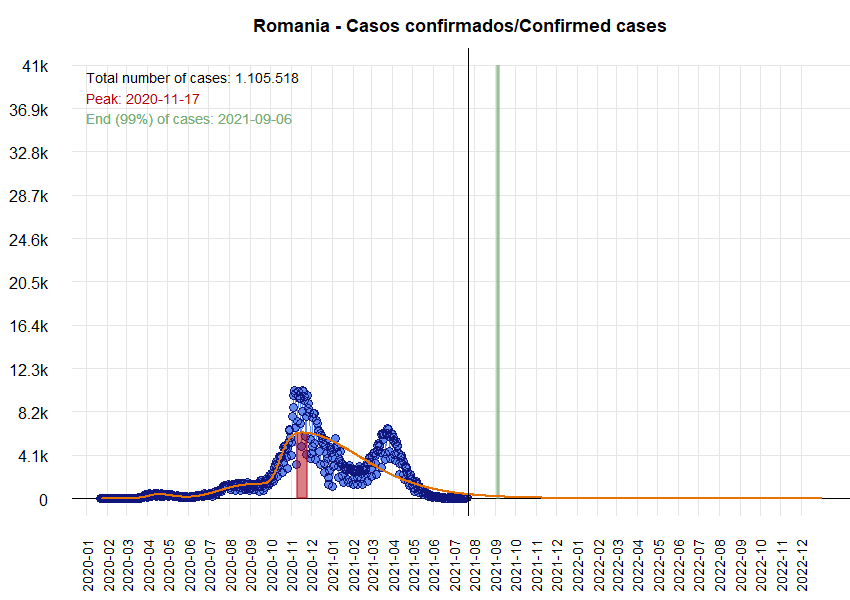 Romania - Casos confirmados/Confirmed cases
Total number of cases: 1.105.518
Peak: 2020-11-17
End (99%) of cases: 2021-09-06
41k
36.9k
32.8k
28.7k
24.6k
20.5k
16.4k
12.3k
8.2k
4.1k
0
2020-01
2020-02
2020-03
2020-04
2020-05
2020-06
2020-07
2020-08
2020-09
2020-10
2020-11
2020-12
2021-01
2021-02
2021-03
2021-04
2021-05
2021-06
2021-07
2021-08
2021-09
2021-10
2021-11
2021-12
2022-01
2022-02
2022-03
2022-04
2022-05
2022-06
2022-07
2022-08
2022-09
2022-10
2022-11
2022-12